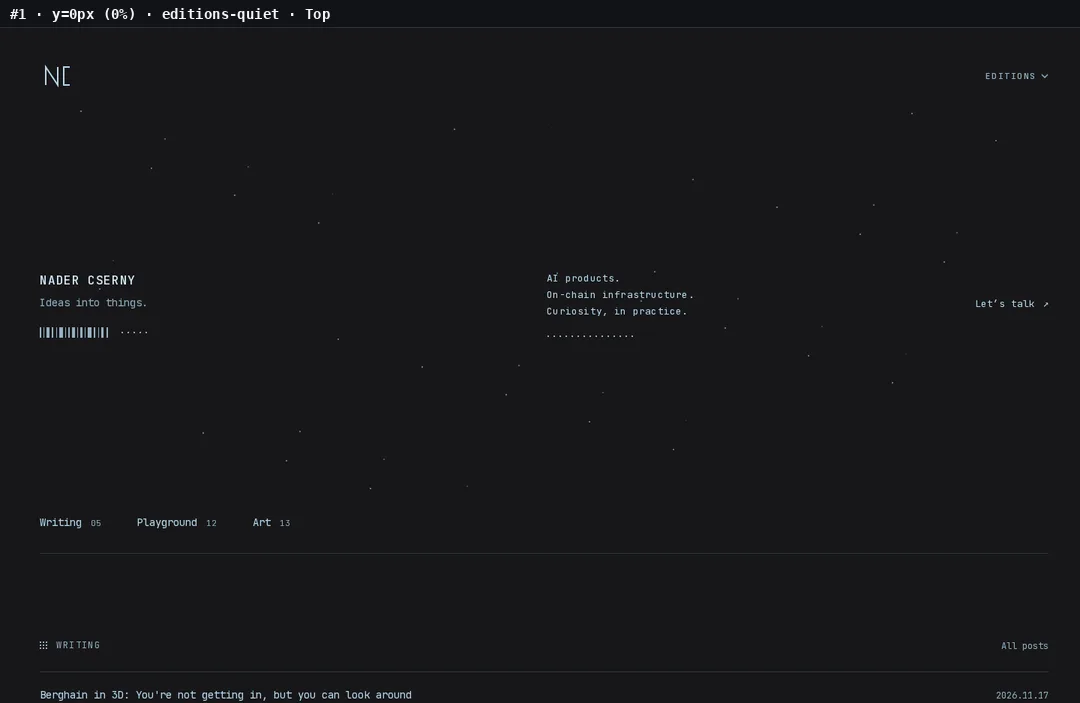 #1 · y=0px (0%) · editions-quiet · Top
NC
EDITIONS
NADER CSERNY
Ideas into things.
AI products.
On-chain infrastructure.
Curiosity, in practice.
Let's talk ↗
Writing 05 Playground 12 Art 13
WRITING
All posts
Berghain in 3D: You're not getting in, but you can look around
2026.11.17